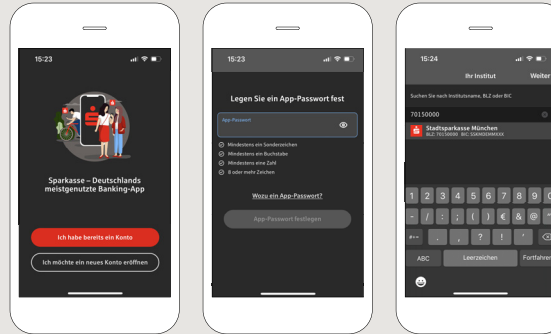 15:23
Sparkasse – Deutschlands
meistgenutzte Banking-App
Ich habe bereits ein Konto
Ich möchte ein neues Konto eröffnen
15:23
Legen Sie ein App-Passwort fest
App-Passwort
Mindestens ein Sonderzeichen
Mindestens ein Buchstabe
Mindestens eine Zahl
8 oder mehr Zeichen
Wozu ein App-Passwort?
App-Passwort festlegen
15:24
Ihr Institut Weiter
Suchen Sie nach Institutsname, BLZ oder BIC
70150000
Stadtsparkasse München
BLZ: 70150000 BIC: SSKMDEMMXXX
1 2 3 4 5 6 7 8 9 0
- / : ; ( ) € & @ “
#+= . , ? ! ’
ABC Leerzeichen Fortfahren